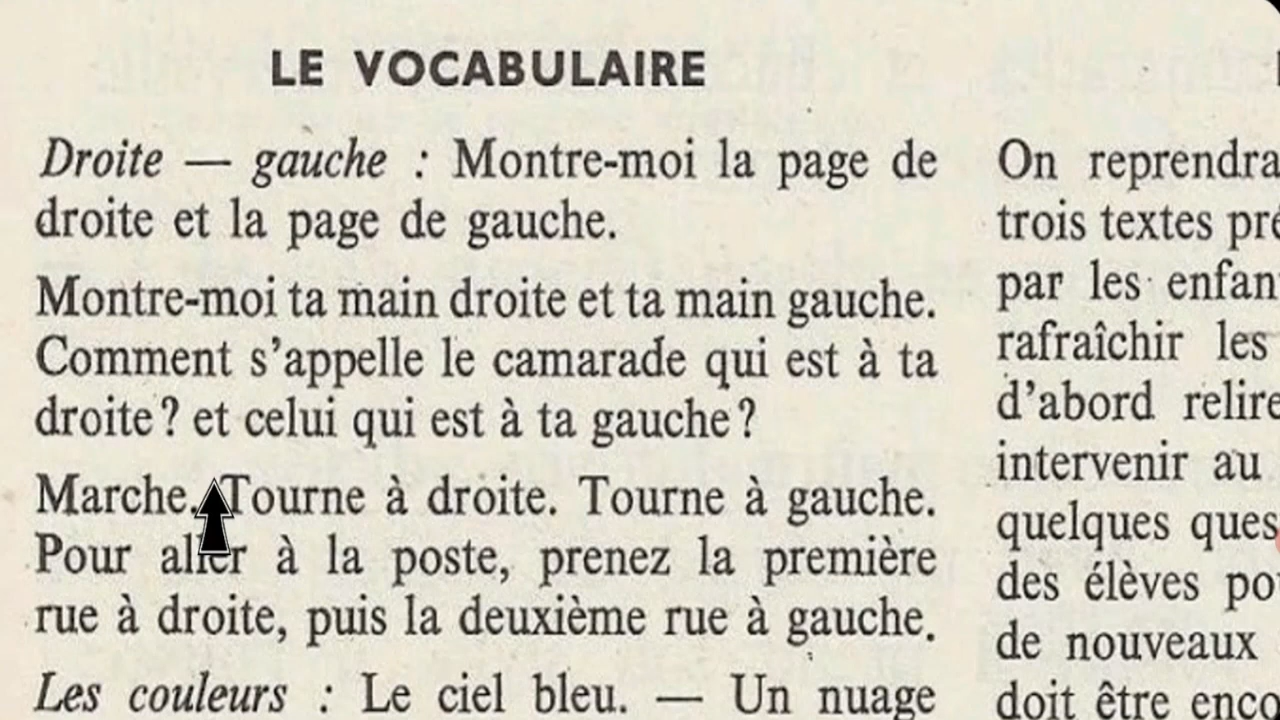 LE VOCABULAIRE
Droite — gauche : Montre-moi la page de
droite et la page de gauche.
Montre-moi ta main droite et ta main gauche.
Comment s'appelle le camarade qui est à ta
droite ? et celui qui est à ta gauche ?
Marche. Tourne à droite. Tourne à gauche.
Pour aller à la poste, prenez la première
rue à droite, puis la deuxième rue à gauche.
Les couleurs : Le ciel bleu. — Un nuage
On reprendra
trois textes
par les
rafraîchir les
d'abord relire
intervenir au
quelques
des élèves
de nouveaux
doit être